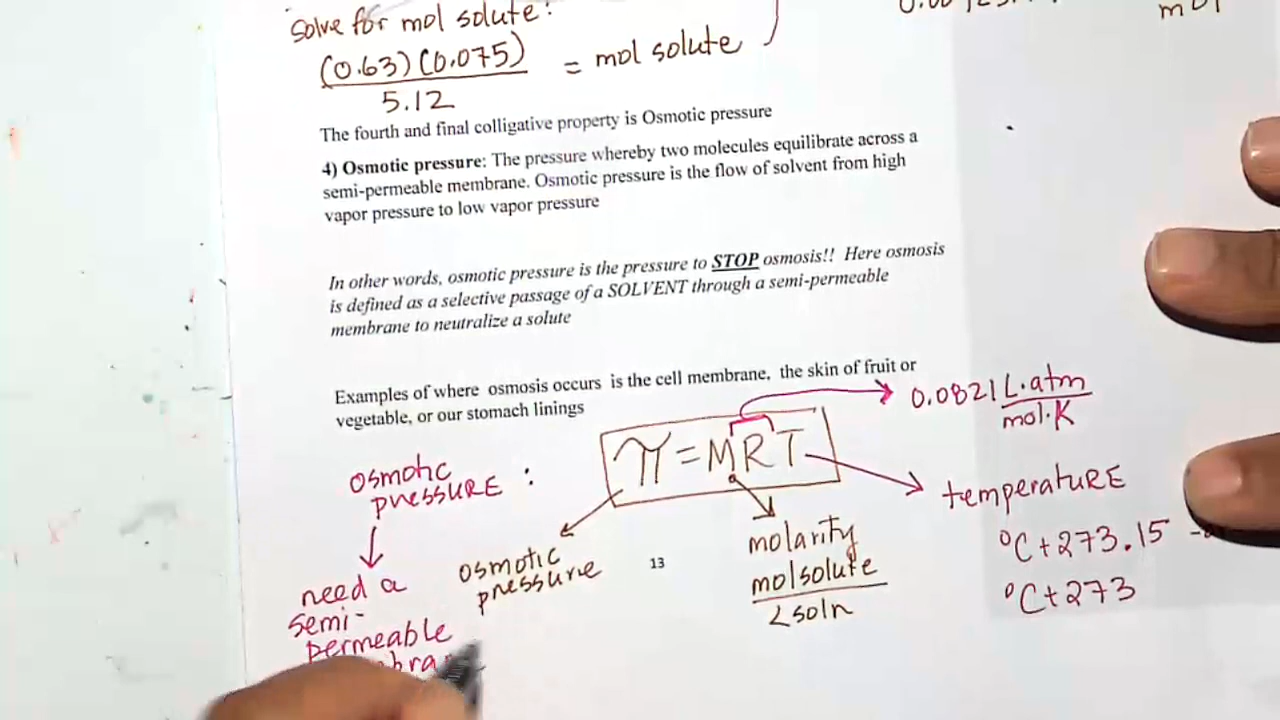 Solve for mol solute:
(0.63)(0.075)
5.12
= mol solute
mol
The fourth and final colligative property is Osmotic pressure
4) Osmotic pressure: The pressure whereby two molecules equilibrate across a
semi-permeable membrane. Osmotic pressure is the flow of solvent from high
vapor pressure to low vapor pressure
In other words, osmotic pressure is the pressure to STOP osmosis!! Here osmosis
is defined as a selective passage of a SOLVENT through a semi-permeable
membrane to neutralize a solute
Examples of where osmosis occurs is the cell membrane, the skin of fruit or
vegetable, or our stomach linings
osmotic
pressURE :
π = MRT
0.0821 L·atm
mol·K
temperatURE
°C + 273.15
°C + 273
osmotic
pressure
molarity
mol solute
L soln
need a
semi-
permeable
13